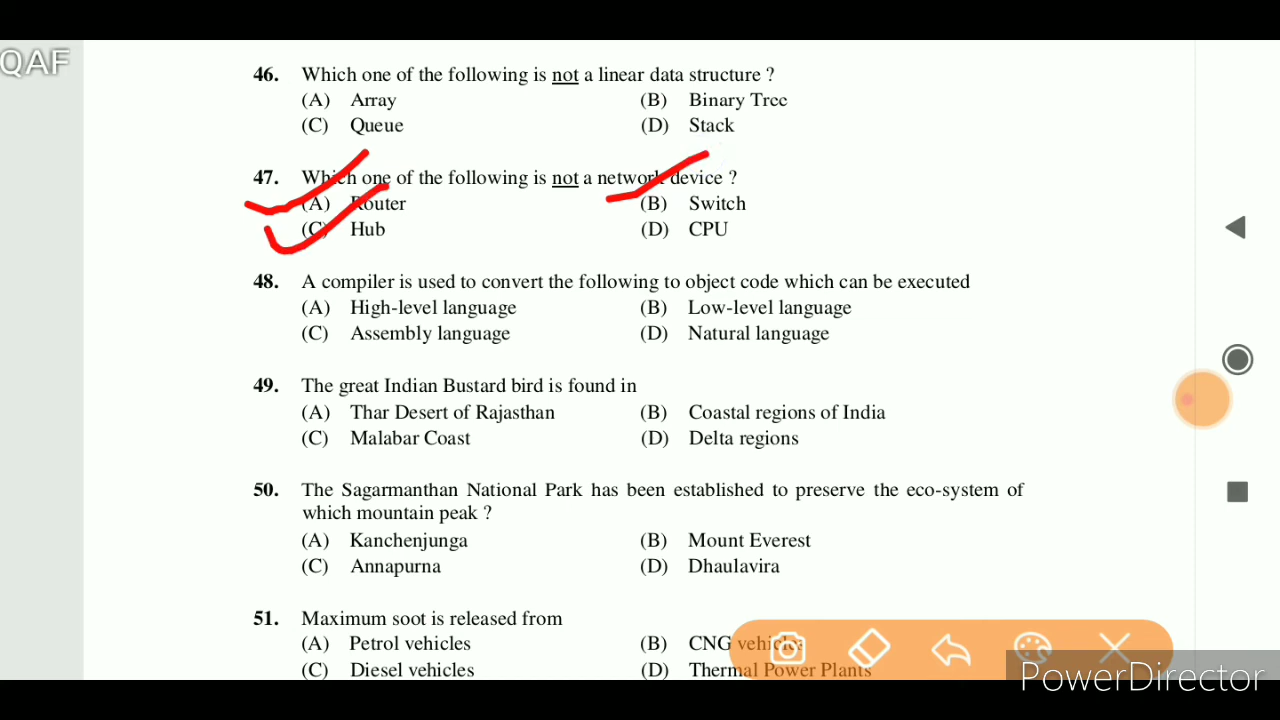 QAF
46. Which one of the following is not a linear data structure ?
(A) Array (B) Binary Tree
(C) Queue (D) Stack
47. Which one of the following is not a network device ?
(A) Router (B) Switch
(C) Hub (D) CPU
48. A compiler is used to convert the following to object code which can be executed
(A) High-level language (B) Low-level language
(C) Assembly language (D) Natural language
49. The great Indian Bustard bird is found in
(A) Thar Desert of Rajasthan (B) Coastal regions of India
(C) Malabar Coast (D) Delta regions
50. The Sagarmanthan National Park has been established to preserve the eco-system of
which mountain peak ?
(A) Kanchenjunga (B) Mount Everest
(C) Annapurna (D) Dhaulavira
51. Maximum soot is released from
(A) Petrol vehicles (B) CNG vehicles
(C) Diesel vehicles (D) Thermal Power Plants
PowerDirector